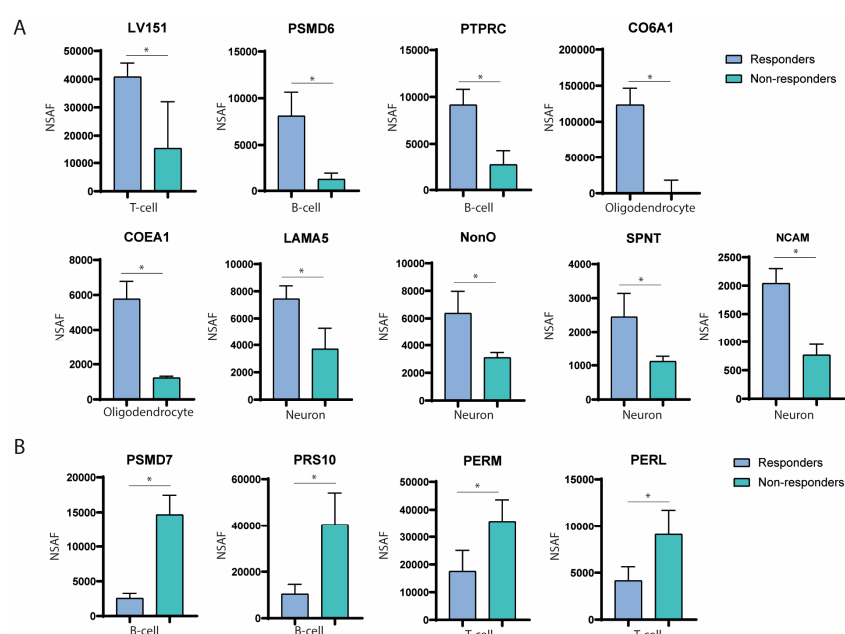 A
LV151
50000
40000
30000
20000
10000
0
NSAF
*
T-cell
PSMD6
15000
10000
5000
0
NSAF
*
B-cell
PTPRC
15000
10000
5000
0
NSAF
*
B-cell
CO6A1
200000
150000
100000
50000
0
NSAF
*
Oligodendrocyte
Responders
Non-responders
COEA1
8000
6000
4000
2000
0
NSAF
*
Oligodendrocyte
LAMA5
10000
8000
6000
4000
2000
0
NSAF
*
Neuron
NonO
10000
8000
6000
4000
2000
0
NSAF
*
Neuron
SPNT
4000
3000
2000
1000
0
NSAF
*
Neuron
NCAM
2500
2000
1500
1000
500
0
NSAF
*
Neuron
B
PSMD7
20000
15000
10000
5000
0
NSAF
*
B-cell
PRS10
60000
40000
20000
0
NSAF
*
B-cell
PERM
50000
40000
30000
20000
10000
0
NSAF
*
T-cell
PERL
15000
10000
5000
0
NSAF
*
T-cell
Responders
Non-responders